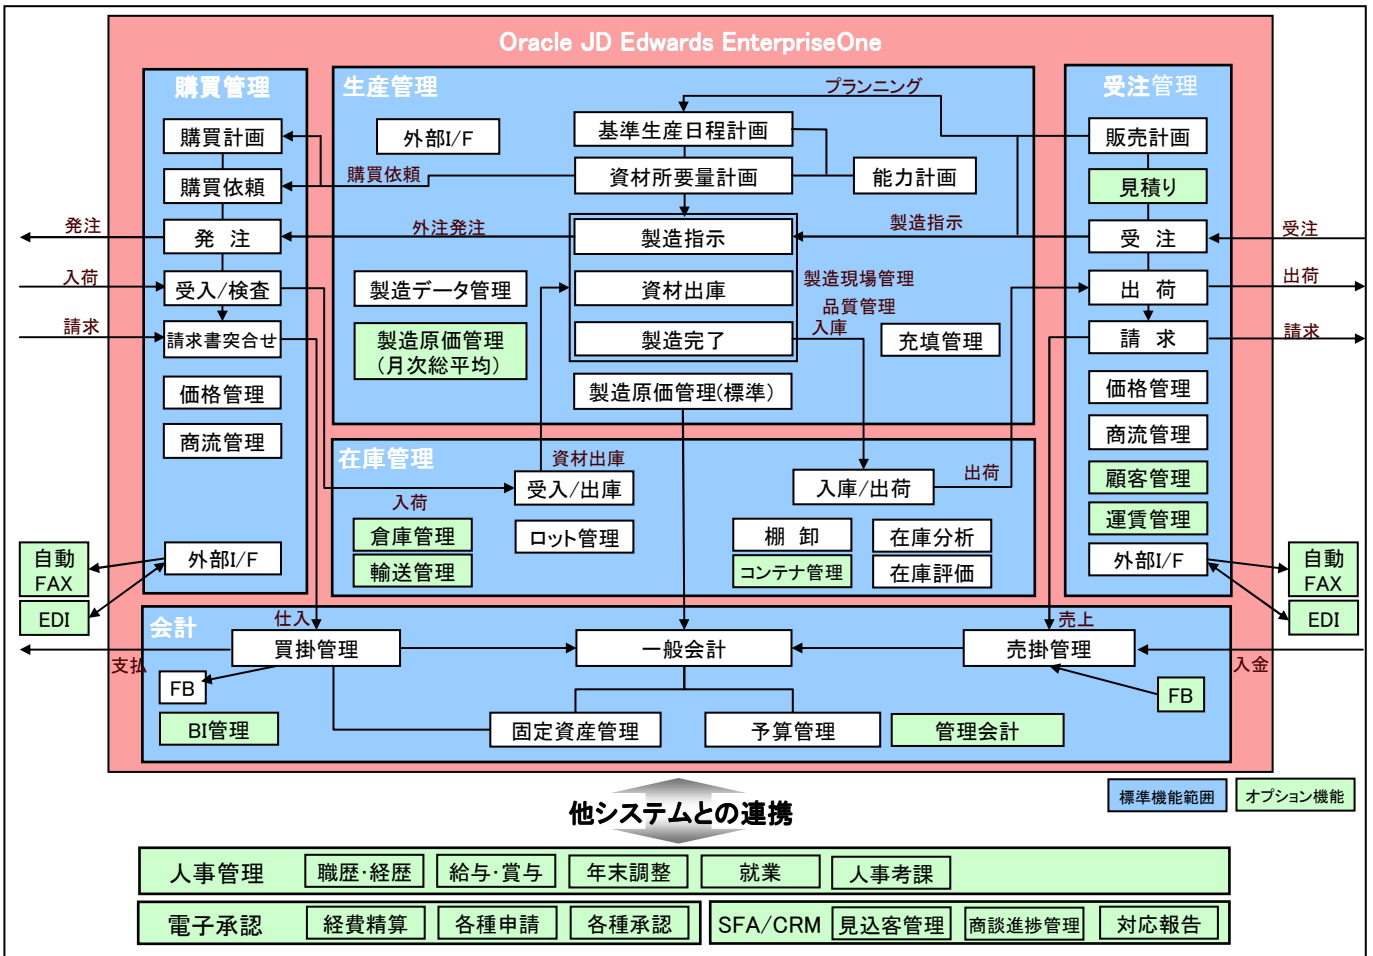 Oracle JD Edwards EnterpriseOne
購買管理
購買計画
購買依頼
発 注
受入/検査
請求書突合せ
価格管理
商流管理
外部I/F
発注
入荷
請求
自動
FAX
EDI
生産管理
プランニング
外部I/F
基準生産日程計画
購買依頼
資材所要量計画
能力計画
外注発注
製造指示
製造指示
製造データ管理
資材出庫
製造現場管理
品質管理
製造原価管理
(月次総平均)
製造完了
入庫
充填管理
製造原価管理(標準)
在庫管理
資材出庫
受入/出庫
入荷
入庫/出荷
出荷
倉庫管理
ロット管理
棚 卸
在庫分析
輸送管理
コンテナ管理
在庫評価
受注管理
販売計画
見積り
受 注
出 荷
請 求
価格管理
商流管理
顧客管理
運賃管理
外部I/F
受注
出荷
請求
自動
FAX
EDI
会計
仕入
売上
買掛管理
一般会計
売掛管理
支払
入金
FB
FB
BI管理
固定資産管理
予算管理
管理会計
他システムとの連携
標準機能範囲
オプション機能
人事管理
職歴・経歴
給与・賞与
年末調整
就業
人事考課
電子承認
経費精算
各種申請
各種承認
SFA/CRM
見込客管理
商談進捗管理
対応報告